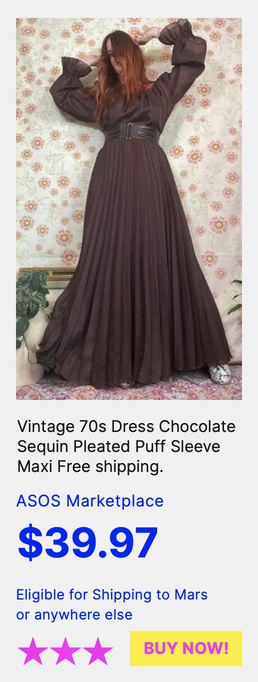 Vintage 70s Dress Chocolate
Sequin Pleated Puff Sleeve
Maxi Free shipping.
ASOS Marketplace
$39.97
Eligible for Shipping to Mars
or anywhere else
BUY NOW!